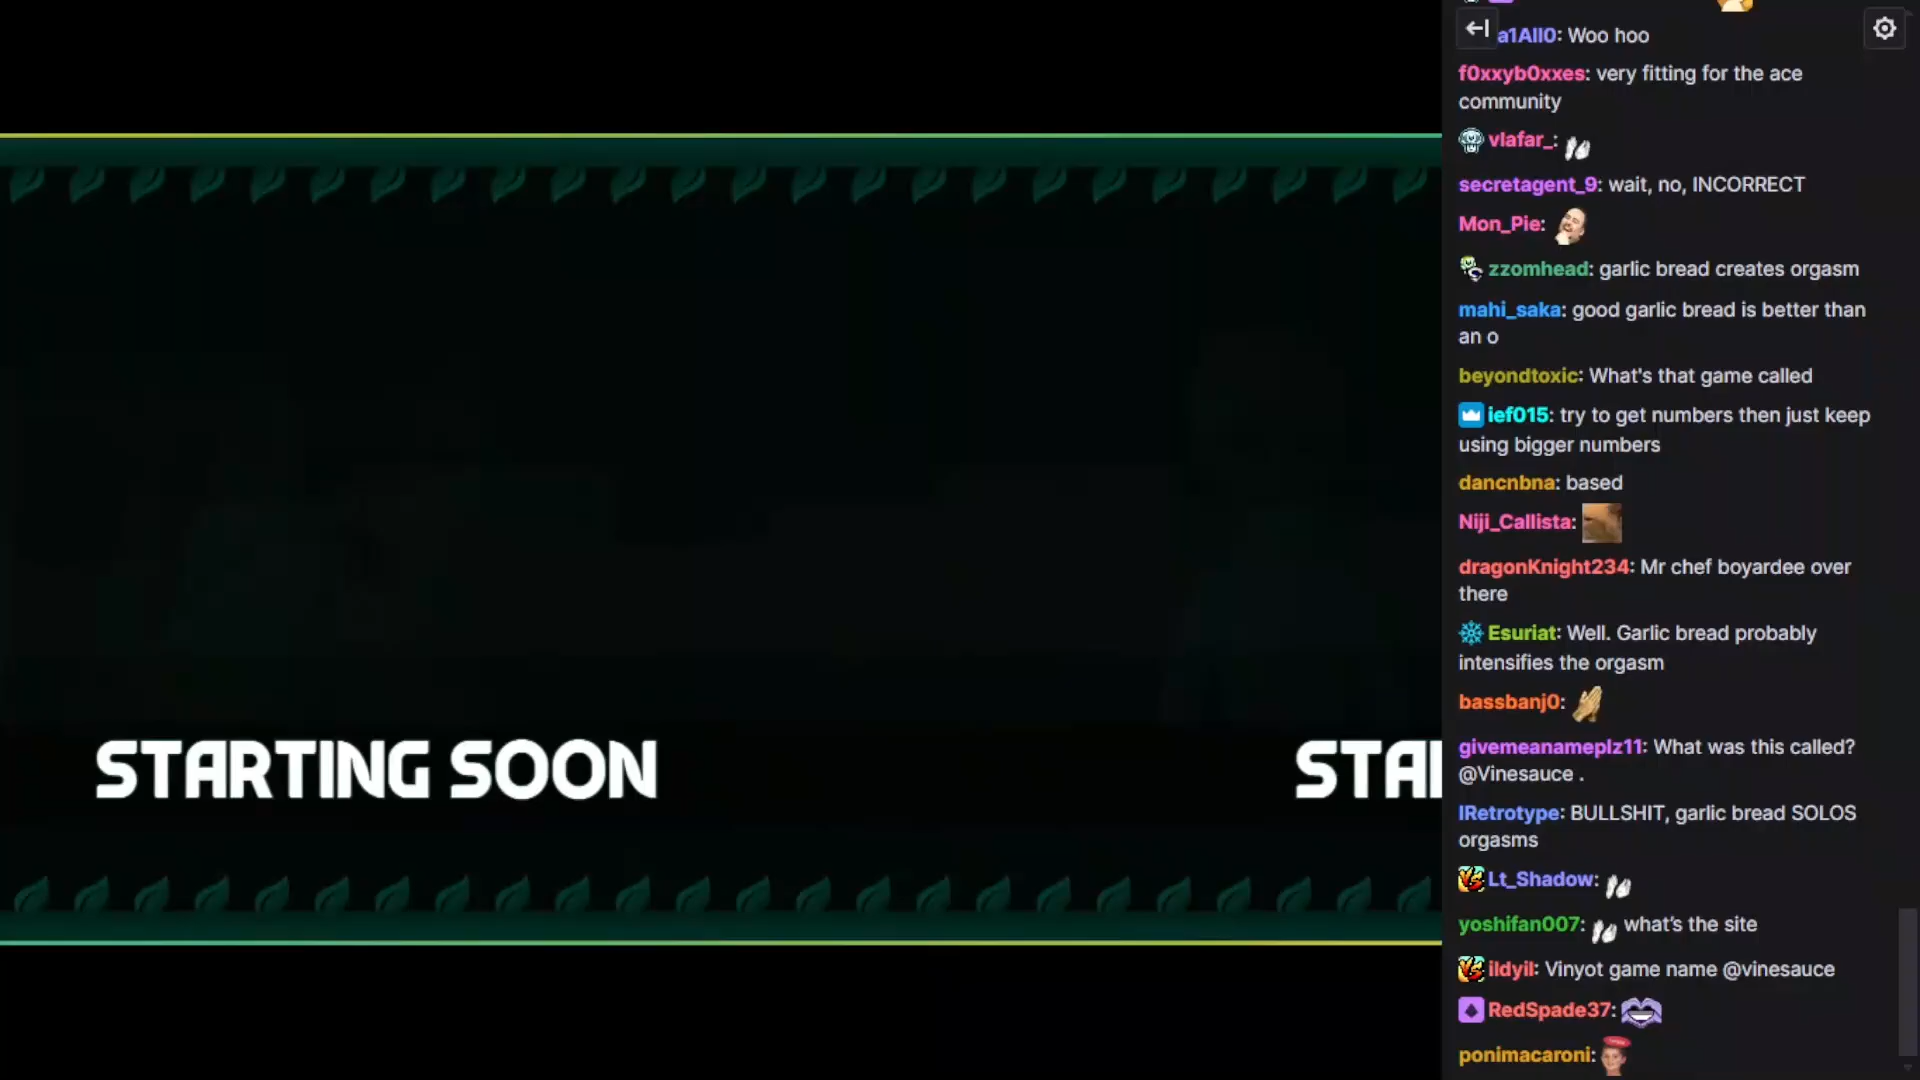 STARTING SOON
STAI
a1All0: Woo hoo
f0xxyb0xxes: very fitting for the ace
community
vlafar_:
secretagent_9: wait, no, INCORRECT
Mon_Pie:
zzomhead: garlic bread creates orgasm
mahi_saka: good garlic bread is better than
an o
beyondtoxic: What's that game called
ief015: try to get numbers then just keep
using bigger numbers
dancnbna: based
Niji_Callista:
dragonKnight234: Mr chef boyardee over
there
Esuriat: Well. Garlic bread probably
intensifies the orgasm
bassbanj0:
givemeanameplz11: What was this called?
@Vinesauce .
IRetrotype: BULLSHIT, garlic bread SOLOS
orgasms
Lt_Shadow:
yoshifan007: what's the site
ildyil: Vinyot game name @vinesauce
RedSpade37:
ponimacaroni: